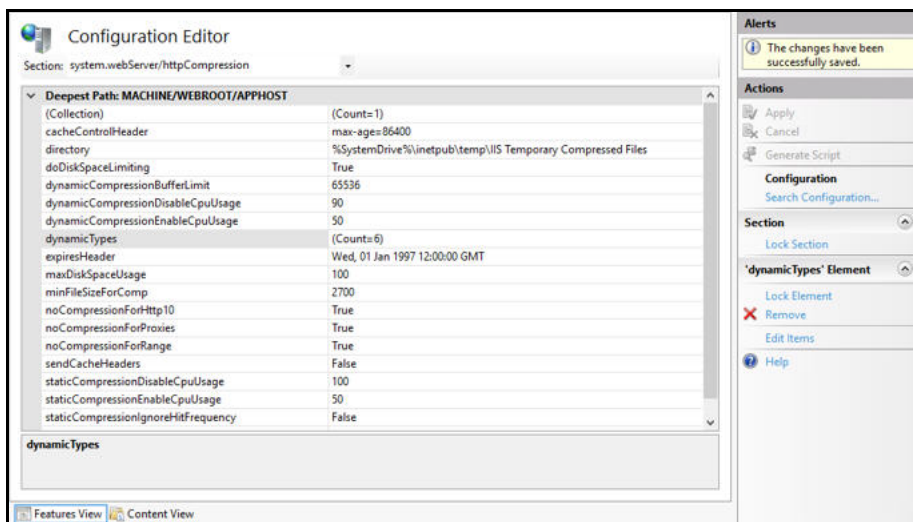 Configuration Editor
Section: system.webServer/httpCompression
Deepest Path: MACHINE/WEBROOT/APPHOST
(Collection) (Count=1)
cacheControlHeader max-age=86400
directory %SystemDrive%\inetpub\temp\IIS Temporary Compressed Files
doDiskSpaceLimiting True
dynamicCompressionBufferLimit 65536
dynamicCompressionDisableCpuUsage 90
dynamicCompressionEnableCpuUsage 50
dynamicTypes (Count=6)
expiresHeader Wed, 01 Jan 1997 12:00:00 GMT
maxDiskSpaceUsage 100
minFileSizeForComp 2700
noCompressionForHttp10 True
noCompressionForProxies True
noCompressionForRange True
sendCacheHeaders False
staticCompressionDisableCpuUsage 100
staticCompressionEnableCpuUsage 50
staticCompressionIgnoreHitFrequency False
dynamicTypes
Features View Content View
Alerts
The changes have been
successfully saved.
Actions
Apply
Cancel
Generate Script
Configuration
Search Configuration...
Section
Lock Section
'dynamicTypes' Element
Lock Element
Remove
Edit Items
Help